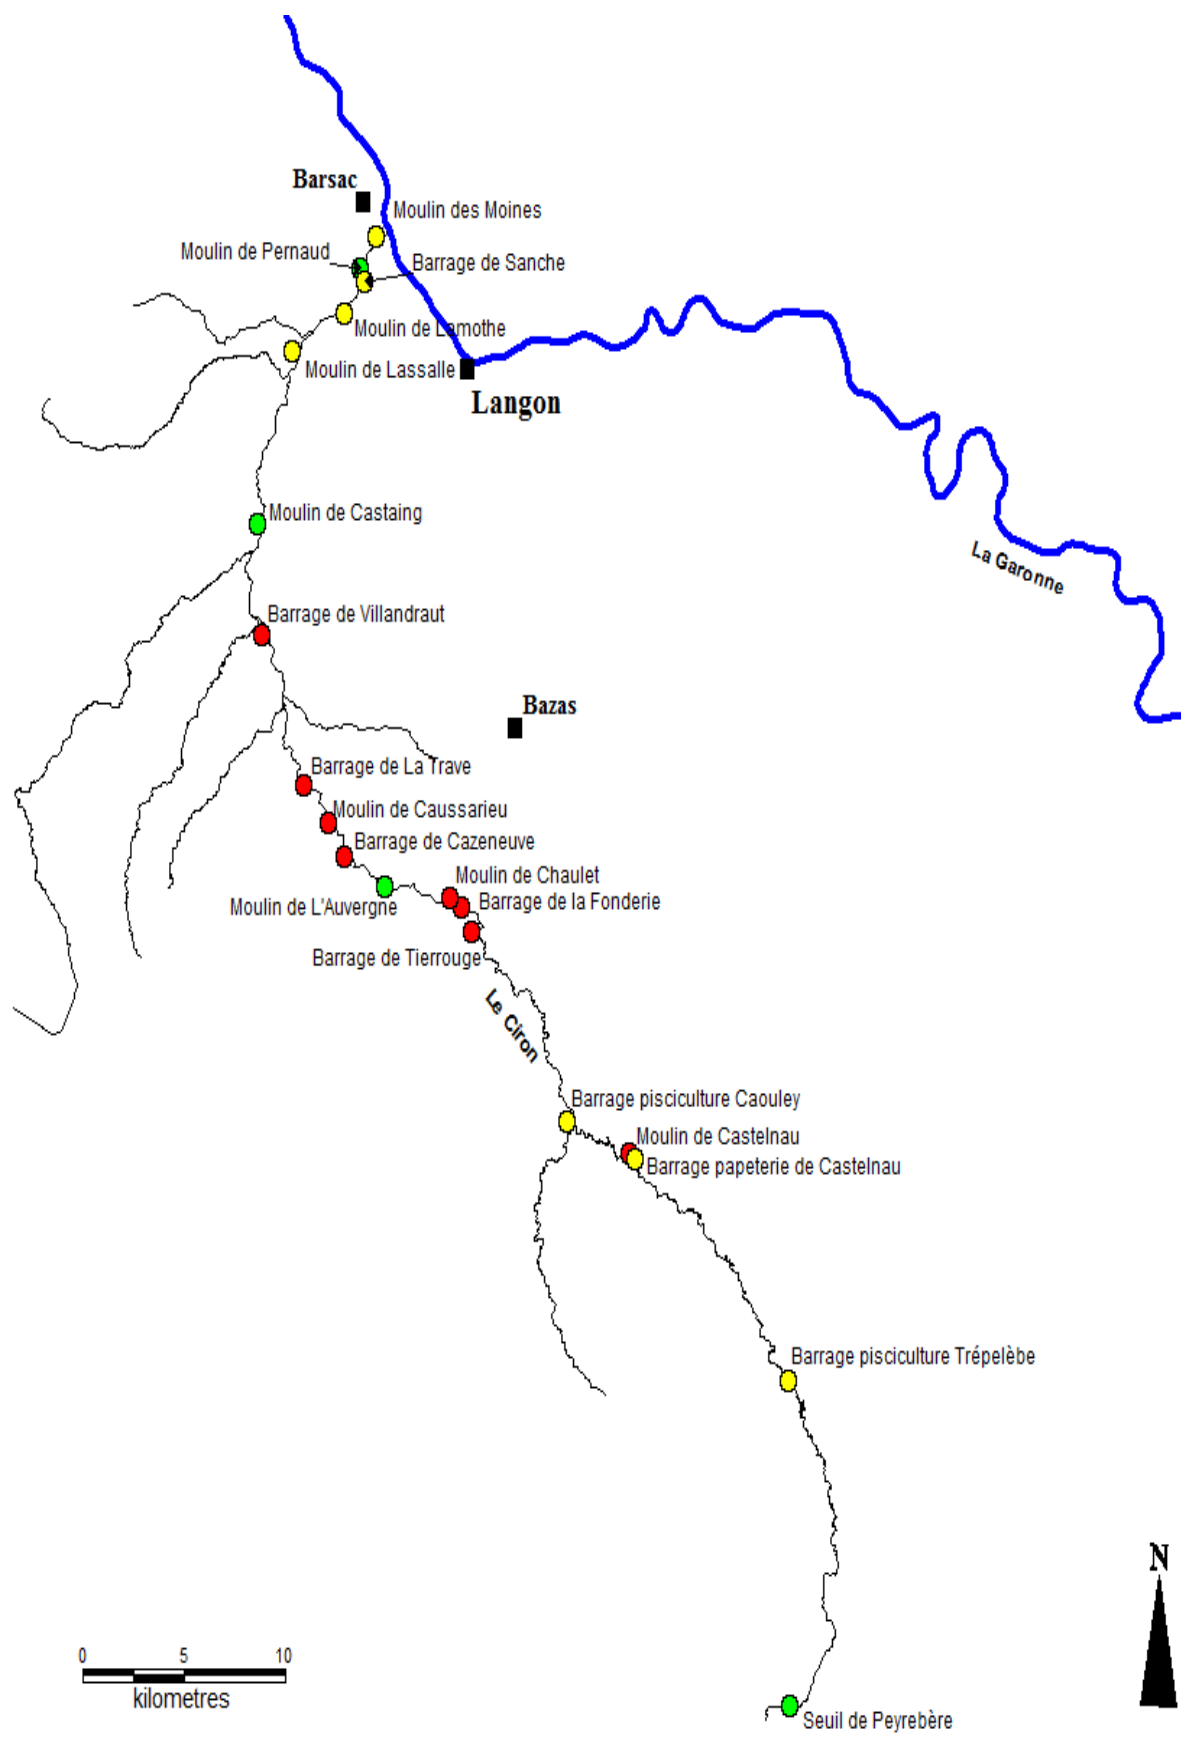 Barsac
Moulin des Moines
Moulin de Pernaud
Barrage de Sanche
Moulin de Lamothe
Moulin de Lassalle
Langon
Moulin de Castaing
La Garonne
Barrage de Villandraut
Bazas
Barrage de La Trave
Moulin de Caussarieu
Barrage de Cazeneuve
Moulin de Chaulet
Barrage de la Fonderie
Moulin de L'Auvergne
Barrage de Tierrouge
Le Ciron
Barrage pisciculture Caouley
Moulin de Castelnau
Barrage papeterie de Castelnau
Barrage pisciculture Trépelèbe
N
0 5 10
kilometres
Seuil de Peyrebère